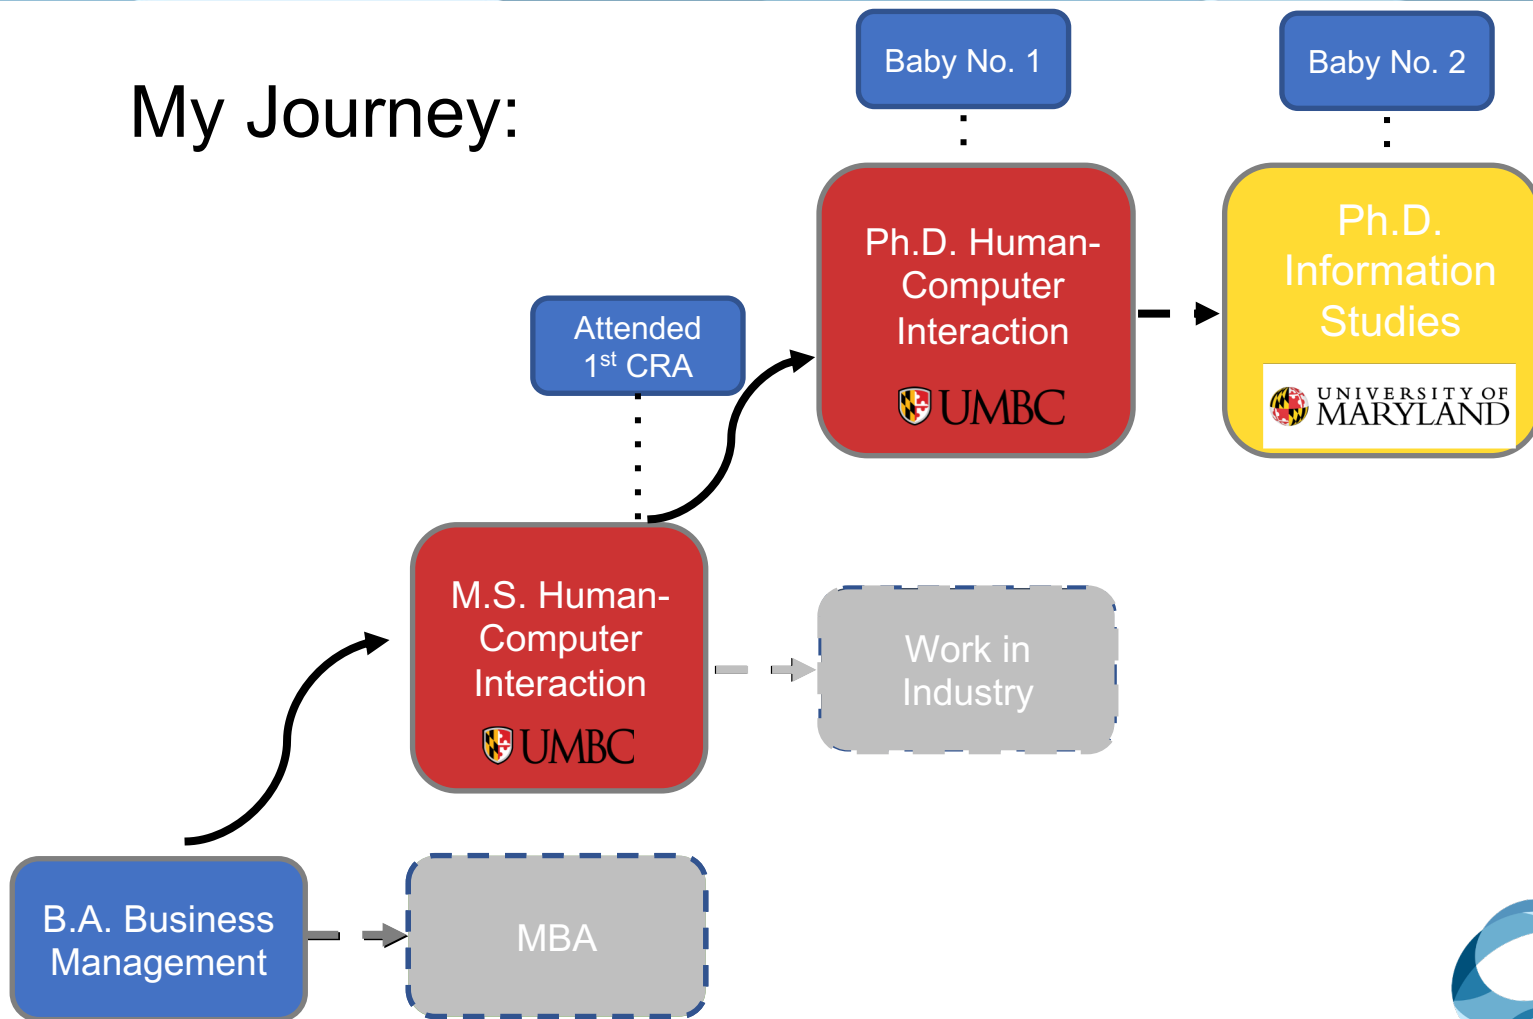 My Journey:
Baby No. 1
Baby No. 2
Ph.D. Human-
Computer
Interaction
UMBC
Ph.D.
Information
Studies
UNIVERSITY OF
MARYLAND
Attended
1st CRA
M.S. Human-
Computer
Interaction
UMBC
Work in
Industry
B.A. Business
Management
MBA